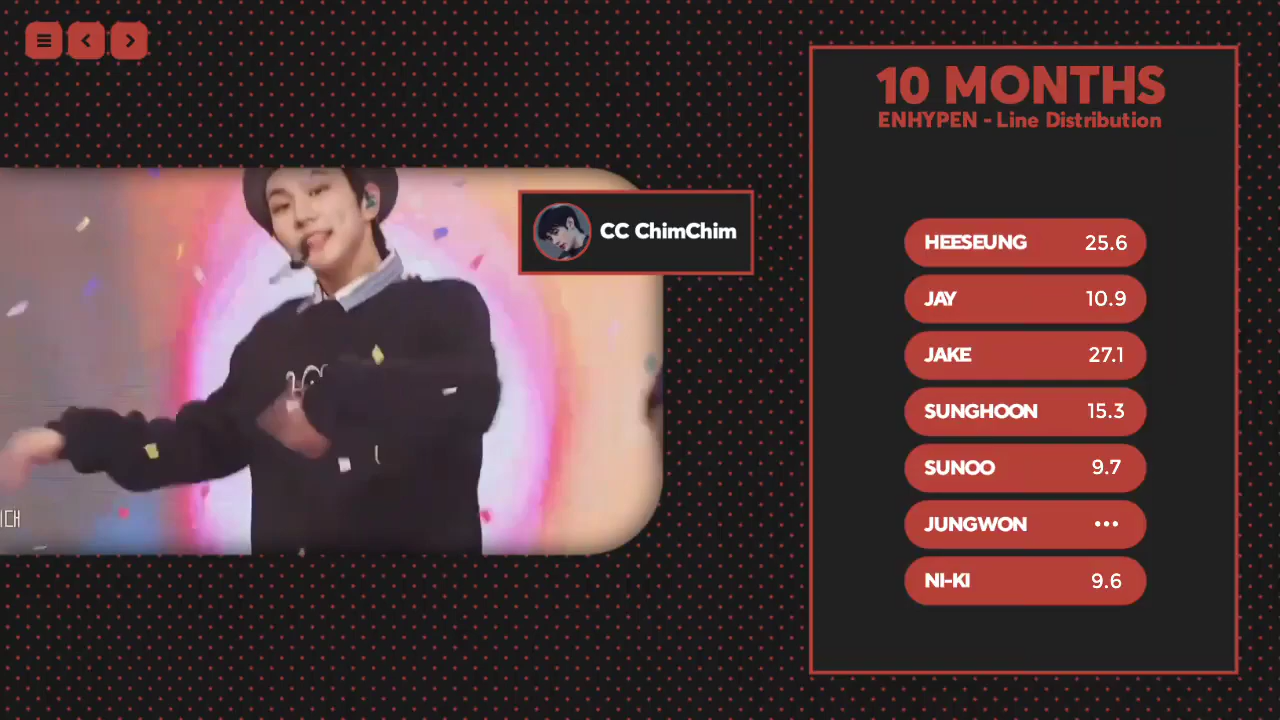 10 MONTHS
ENHYPEN - Line Distribution
CC ChimChim
HEESEUNG 25.6
JAY 10.9
JAKE 27.1
SUNGHOON 15.3
SUNOO 9.7
JUNGWON •••
NI-KI 9.6
ICH